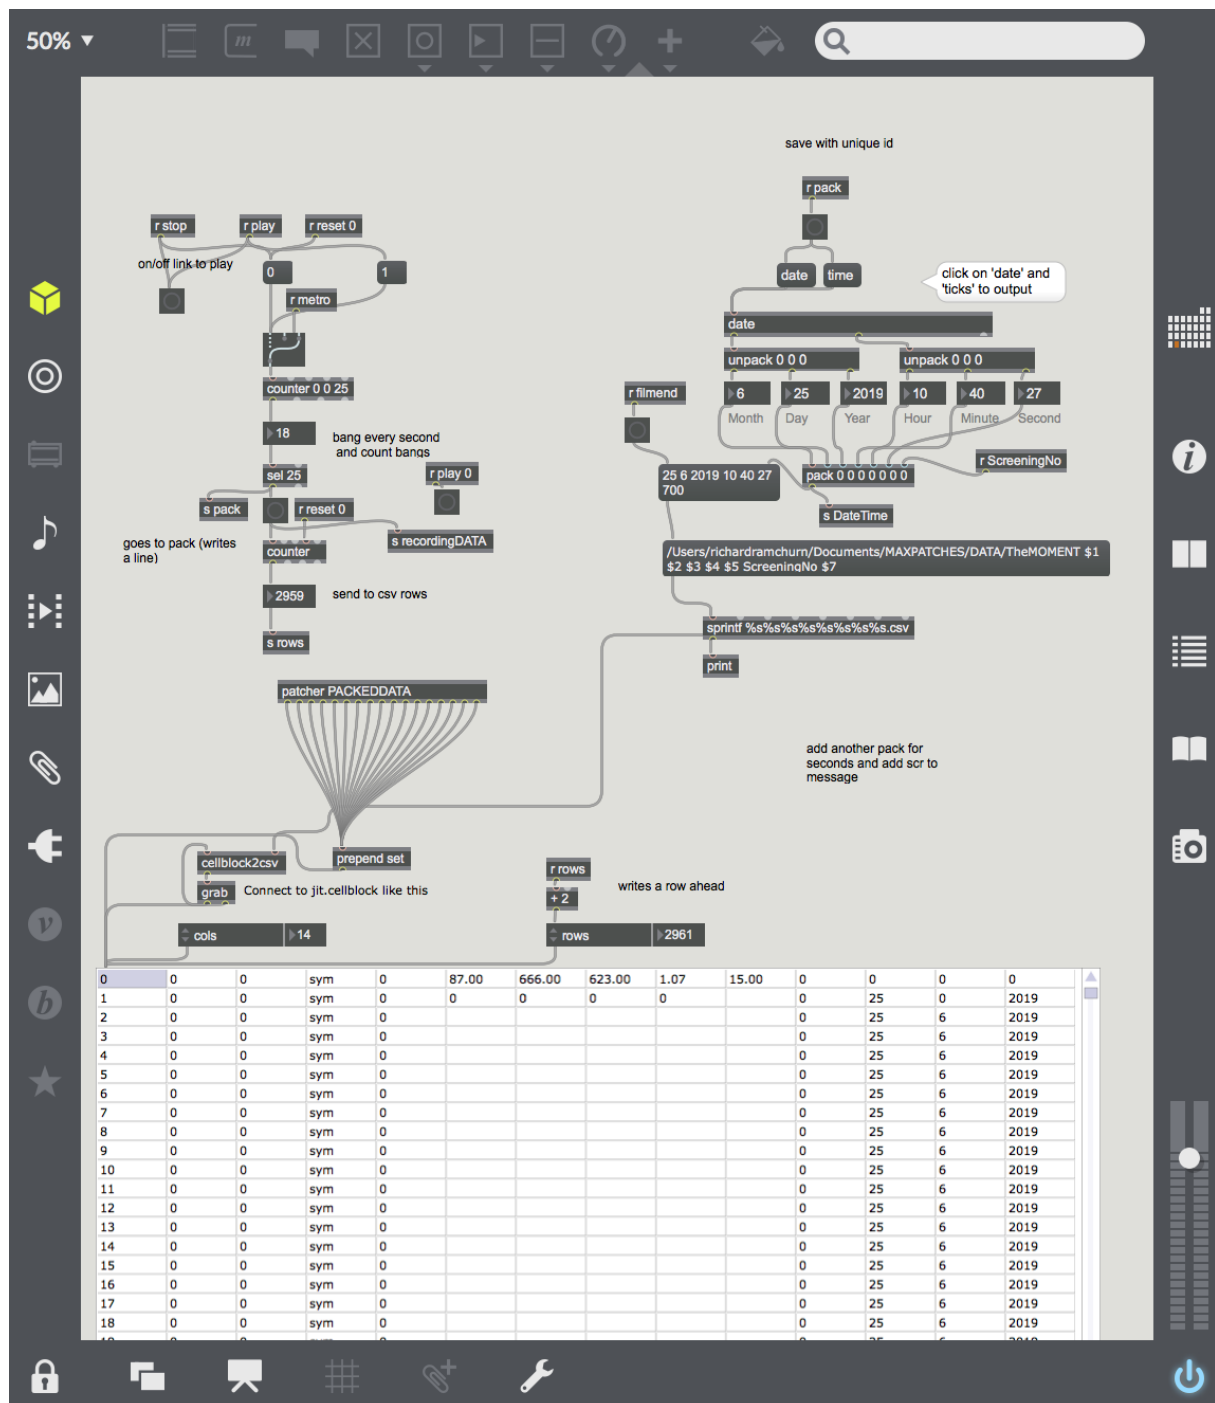 50% ▼
save with unique id
r pack
r stop
r play
r reset 0
on/off link to play
0
1
r metro
date
time
click on 'date' and
'ticks' to output
date
unpack 0 0 0
unpack 0 0 0
counter 0 0 25
r filmend
6
25
2019
10
40
27
Month
Day
Year
Hour
Minute
Second
18
bang every second
and count bangs
sel 25
r play 0
25 6 2019 10 40 27
700
pack 0 0 0 0 0 0 0
r ScreeningNo
s pack
r reset 0
s DateTime
goes to pack (writes
a line)
counter
s recordingDATA
/Users/richardramchurn/Documents/MAXPATCHES/DATA/TheMOMENT $1
$2 $3 $4 $5 ScreeningNo $7
2959
send to csv rows
s rows
sprintf %s%s%s%s%s%s%s%s.csv
print
patcher PACKEDDATA
add another pack for
seconds and add scr to
message
cellblock2csv
prepend set
grab
Connect to jit.cellblock like this
r rows
writes a row ahead
+ 2
cols
14
rows
2961
0 0 0 sym 0 87.00 666.00 623.00 1.07 15.00 0 0 0 0
1 0 0 sym 0 0 0 0 0 0 25 0 2019
2 0 0 sym 0 0 25 6 2019
3 0 0 sym 0 0 25 6 2019
4 0 0 sym 0 0 25 6 2019
5 0 0 sym 0 0 25 6 2019
6 0 0 sym 0 0 25 6 2019
7 0 0 sym 0 0 25 6 2019
8 0 0 sym 0 0 25 6 2019
9 0 0 sym 0 0 25 6 2019
10 0 0 sym 0 0 25 6 2019
11 0 0 sym 0 0 25 6 2019
12 0 0 sym 0 0 25 6 2019
13 0 0 sym 0 0 25 6 2019
14 0 0 sym 0 0 25 6 2019
15 0 0 sym 0 0 25 6 2019
16 0 0 sym 0 0 25 6 2019
17 0 0 sym 0 0 25 6 2019
18 0 0 sym 0 0 25 6 2019